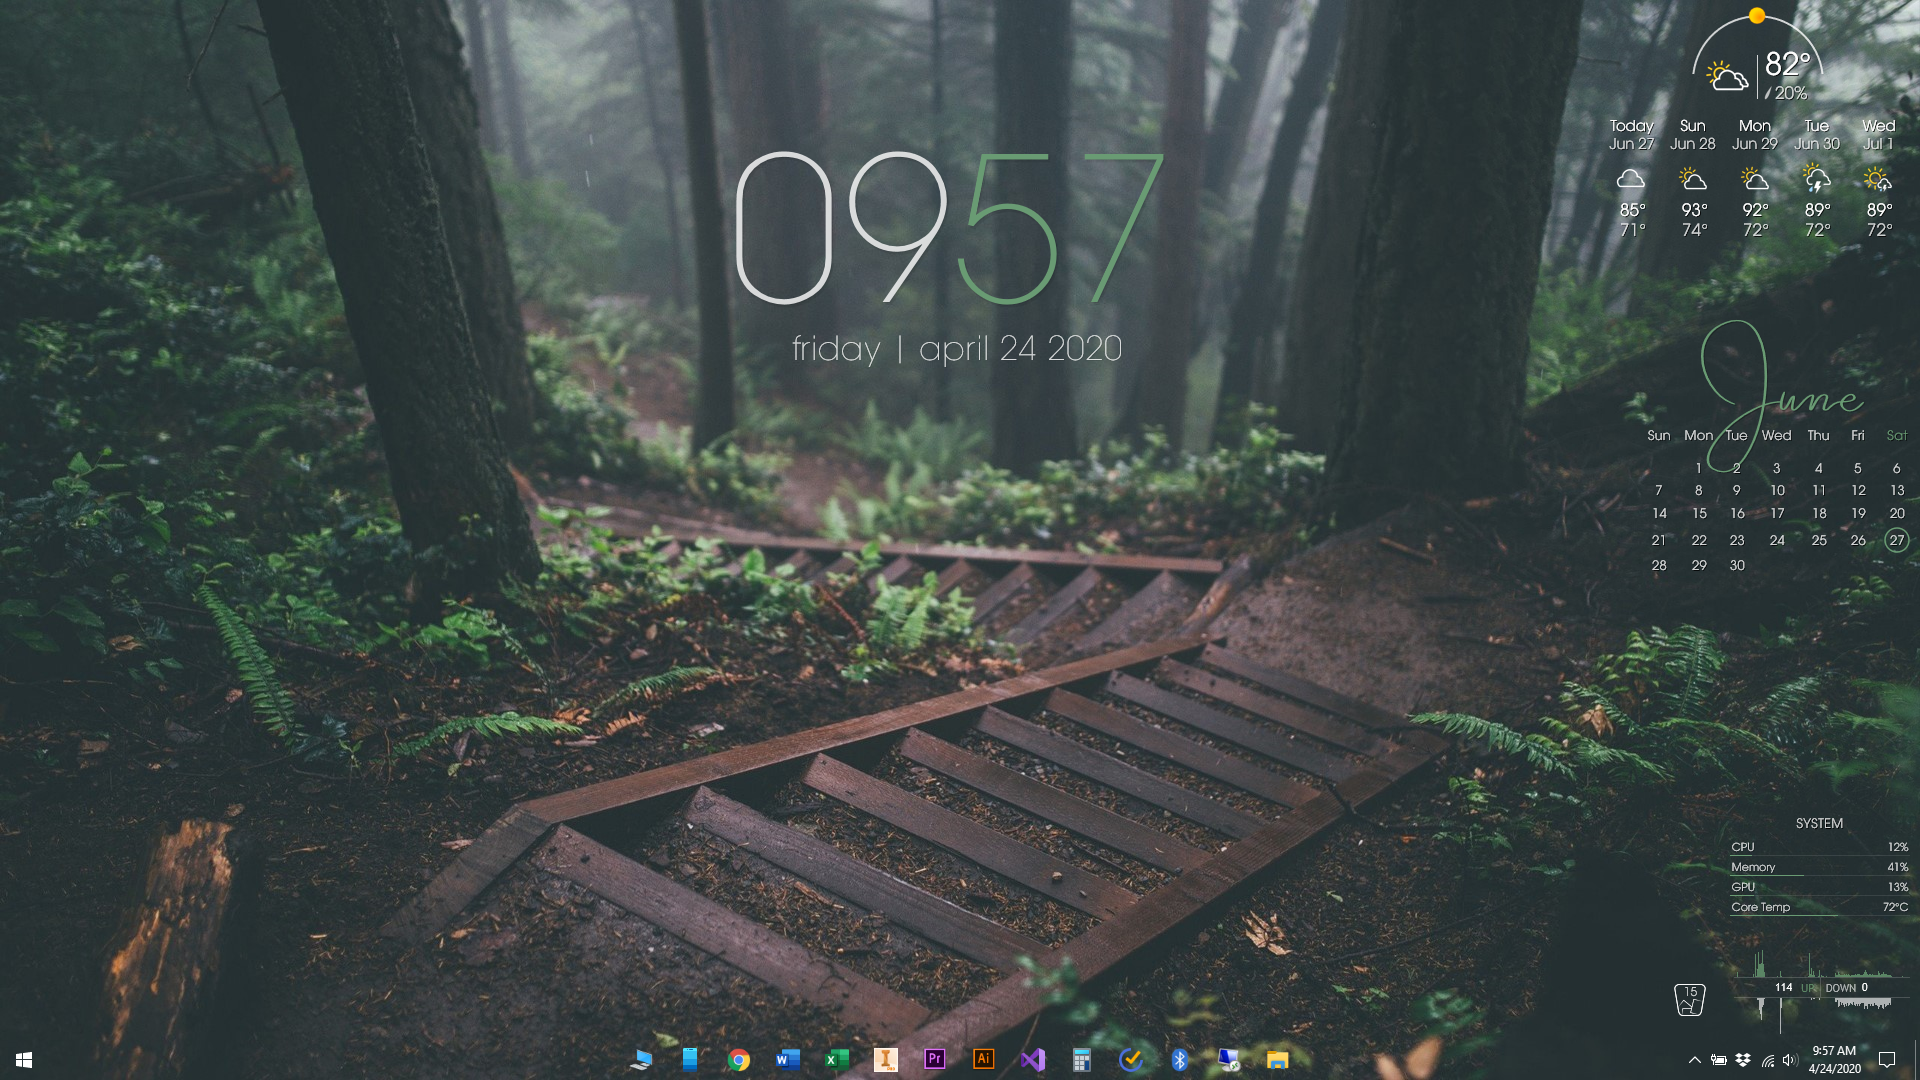 82°
20%
Today Sun Mon Tue Wed
Jun 27 Jun 28 Jun 29 Jun 30 Jul 1
85° 93° 92° 89° 89°
71° 74° 72° 72° 72°
0957
friday | april 24 2020
June
Sun Mon Tue Wed Thu Fri Sat
1 2 3 4 5 6
7 8 9 10 11 12 13
14 15 16 17 18 19 20
21 22 23 24 25 26 27
28 29 30
SYSTEM
CPU 12%
Memory 41%
GPU 13%
Core Temp 72°C
15
114 UP DOWN 0
W X I Pr Ai
9:57 AM
4/24/2020